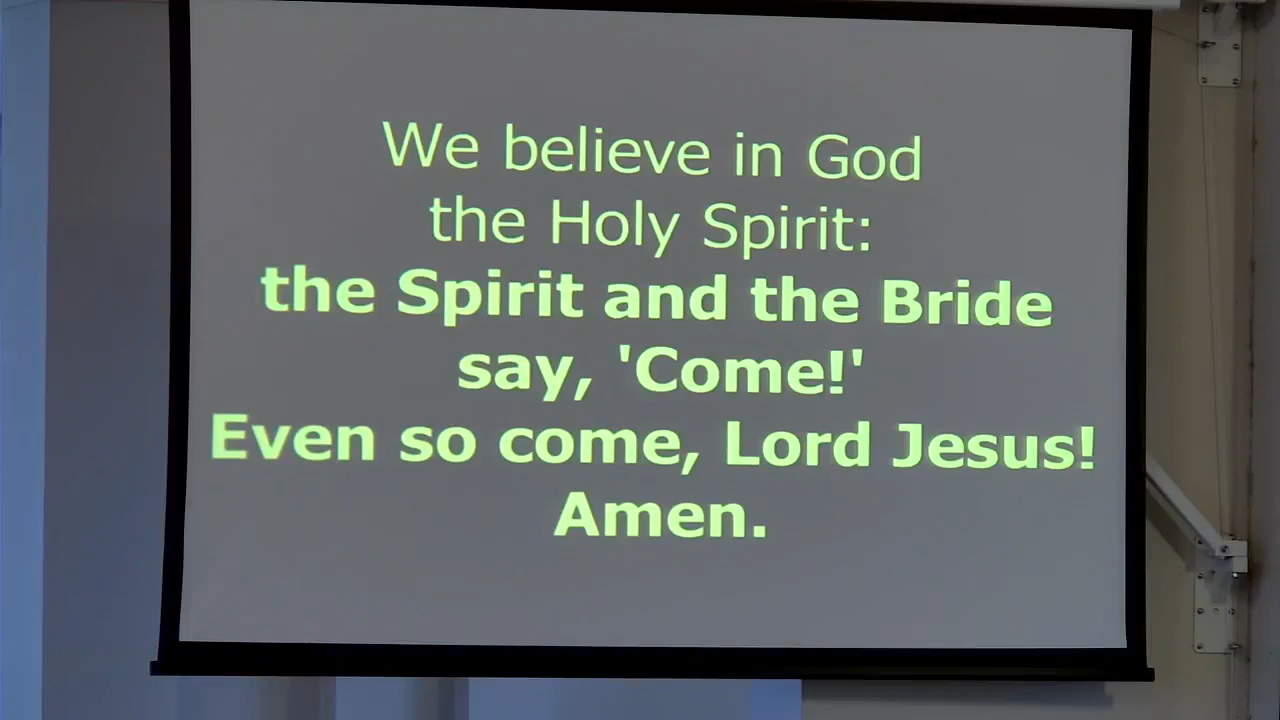 We believe in God
the Holy Spirit:
the Spirit and the Bride
say, 'Come!'
Even so come, Lord Jesus!
Amen.